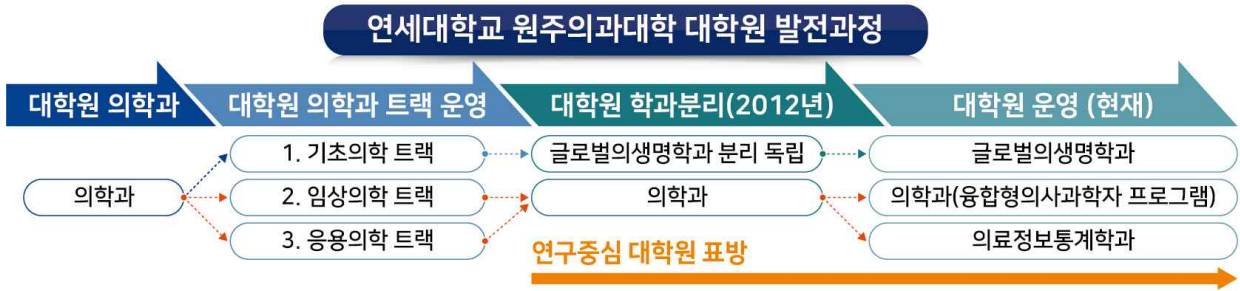 연세대학교 원주의과대학 대학원 발전과정
대학원 의학과
대학원 의학과 트랙 운영
대학원 학과분리(2012년)
대학원 운영 (현재)
의학과
1. 기초의학 트랙
2. 임상의학 트랙
3. 응용의학 트랙
글로벌의생명학과 분리 독립
의학과
글로벌의생명학과
의학과(융합형의사과학자 프로그램)
의료정보통계학과
연구중심 대학원 표방